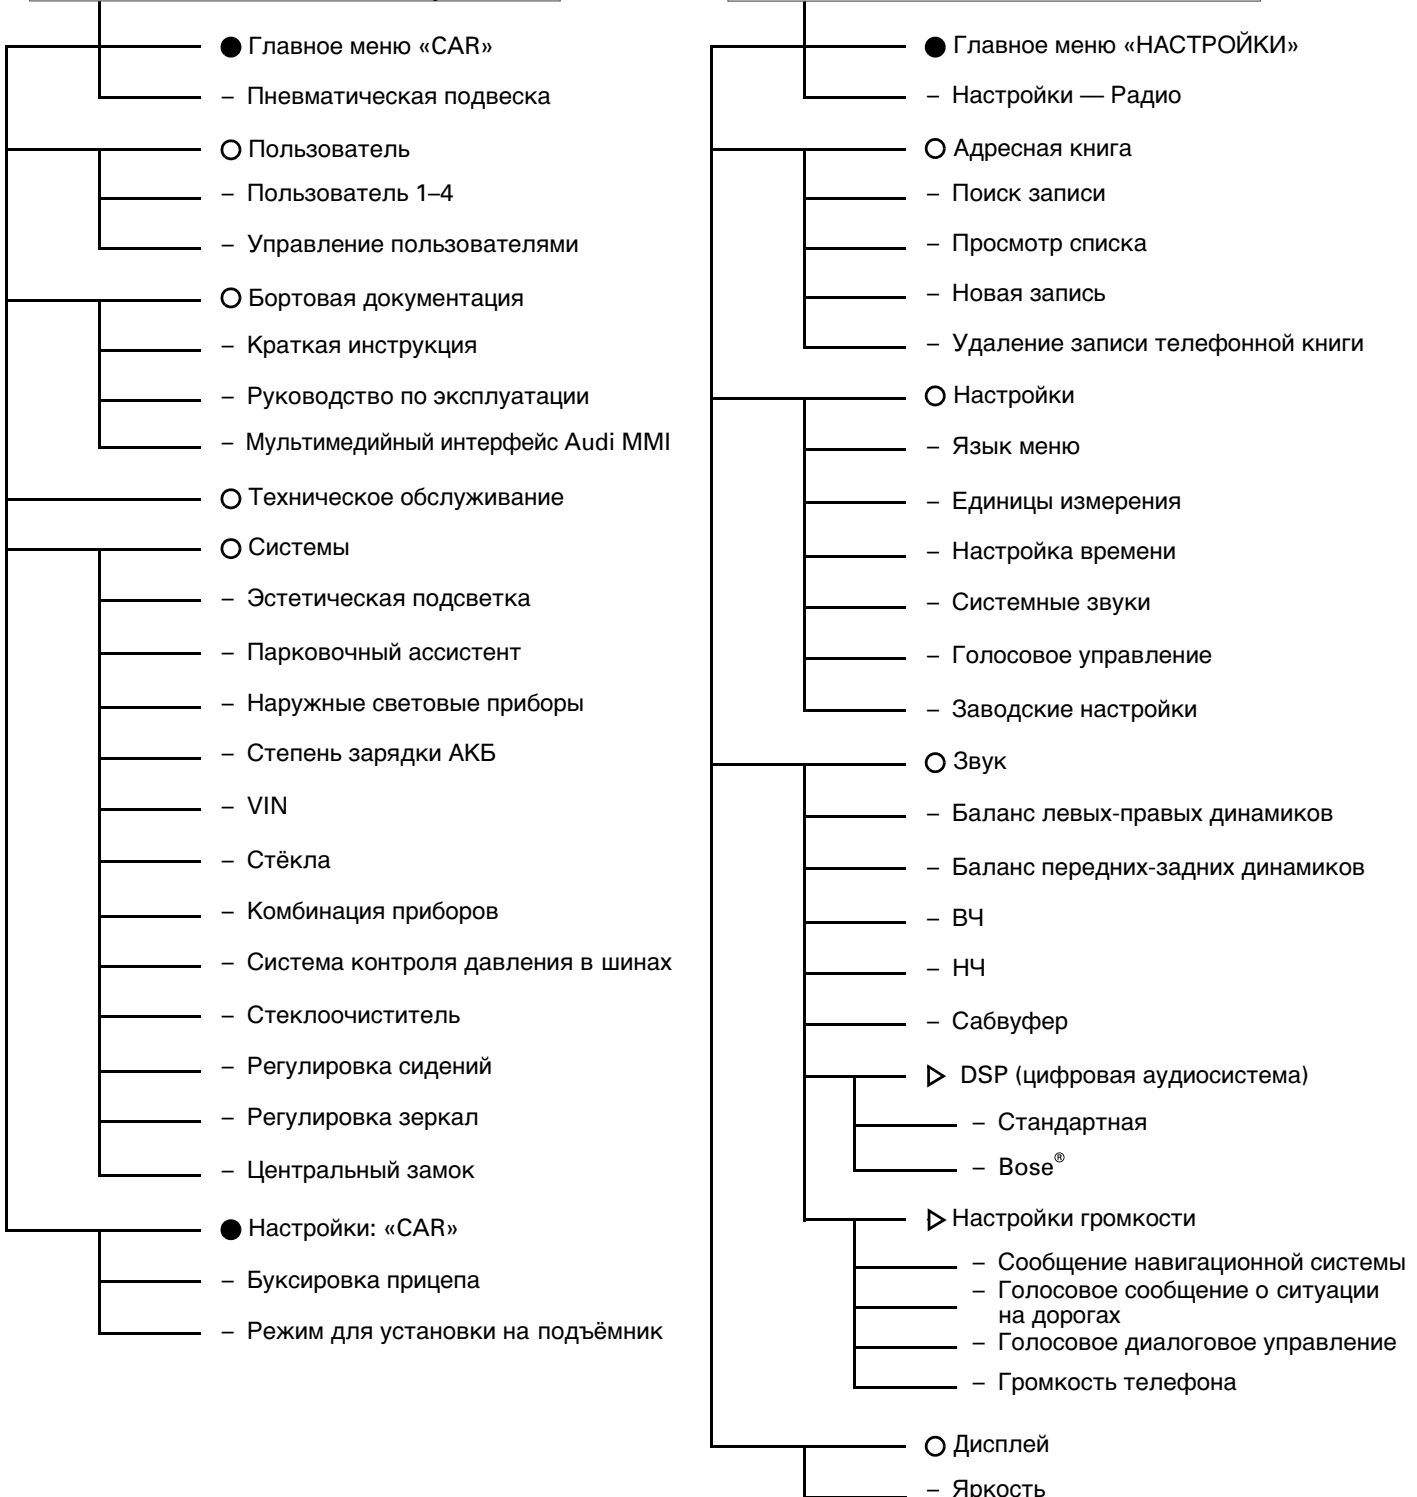 ● Главное меню «CAR»
– Пневматическая подвеска
○ Пользователь
– Пользователь 1–4
– Управление пользователями
○ Бортовая документация
– Краткая инструкция
– Руководство по эксплуатации
– Мультимедийный интерфейс Audi MMI
○ Техническое обслуживание
○ Системы
– Эстетическая подсветка
– Парковочный ассистент
– Наружные световые приборы
– Степень зарядки АКБ
– VIN
– Стёкла
– Комбинация приборов
– Система контроля давления в шинах
– Стеклоочиститель
– Регулировка сидений
– Регулировка зеркал
– Центральный замок
● Настройки: «CAR»
– Буксировка прицепа
– Режим для установки на подъёмник
● Главное меню «НАСТРОЙКИ»
– Настройки — Радио
○ Адресная книга
– Поиск записи
– Просмотр списка
– Новая запись
– Удаление записи телефонной книги
○ Настройки
– Язык меню
– Единицы измерения
– Настройка времени
– Системные звуки
– Голосовое управление
– Заводские настройки
○ Звук
– Баланс левых-правых динамиков
– Баланс передних-задних динамиков
– ВЧ
– НЧ
– Сабвуфер
▷ DSP (цифровая аудиосистема)
– Стандартная
– Bose®
▷ Настройки громкости
– Сообщение навигационной системы
– Голосовое сообщение о ситуации
на дорогах
– Голосовое диалоговое управление
– Громкость телефона
○ Дисплей
– Яркость